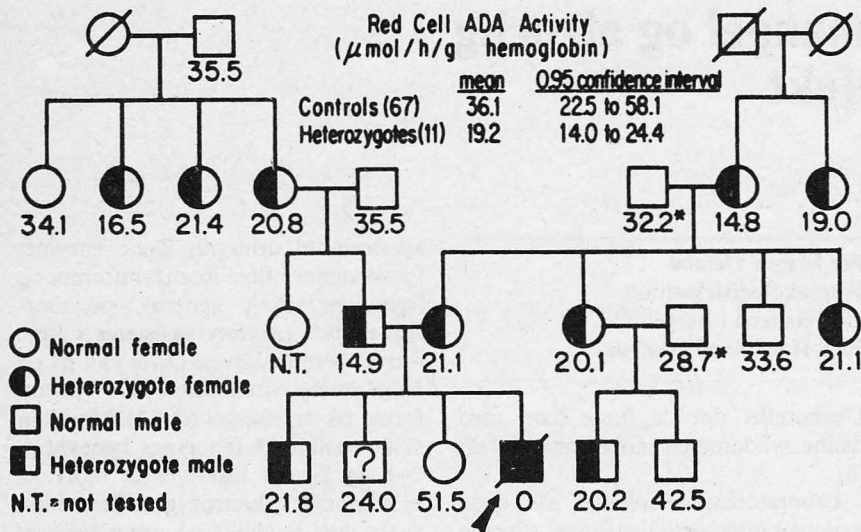 Red Cell ADA Activity
(μmol/h/g hemoglobin)
mean 0.95 confidence interval
Controls (67) 36.1 22.5 to 58.1
Heterozygotes (11) 19.2 14.0 to 24.4
35.5
34.1 16.5 21.4 20.8 35.5 32.2* 14.8 19.0
N.T. 14.9 21.1 20.1 28.7* 33.6 21.1
Normal female
Heterozygote female
Normal male
Heterozygote male
N.T. = not tested
?
21.8 24.0 51.5 0 20.2 42.5